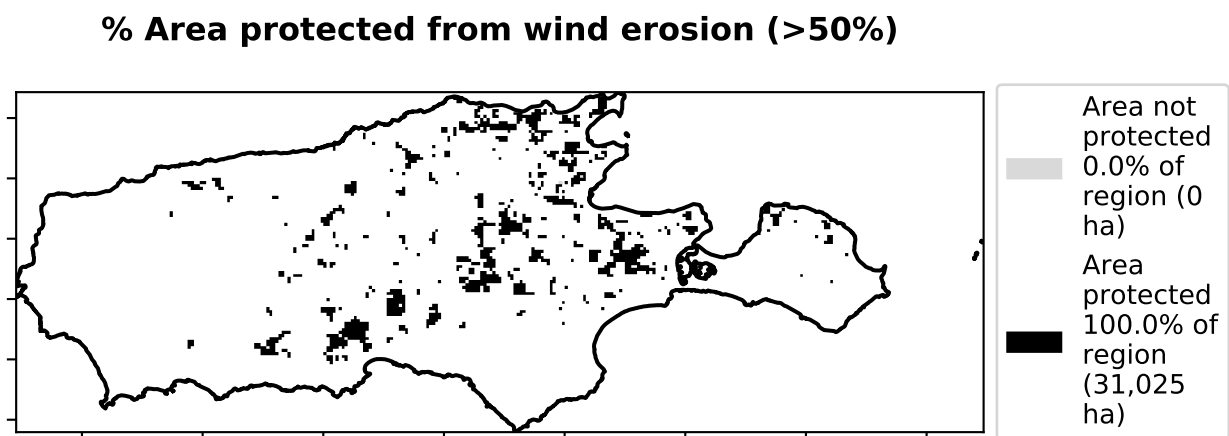 % Area protected from wind erosion (>50%)
Area not
protected
0.0% of
region (0
ha)
Area
protected
100.0% of
region
(31,025
ha)